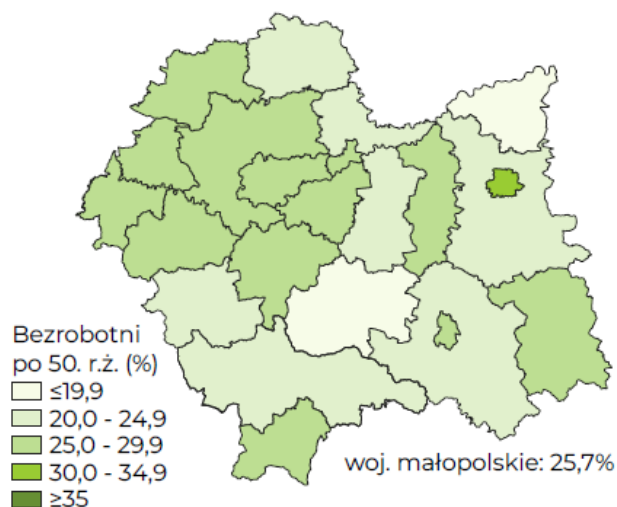 Bezrobotni
po 50. r.ż. (%)
≤19,9
20,0 - 24,9
25,0 - 29,9
30,0 - 34,9
≥35
woj. małopolskie: 25,7%